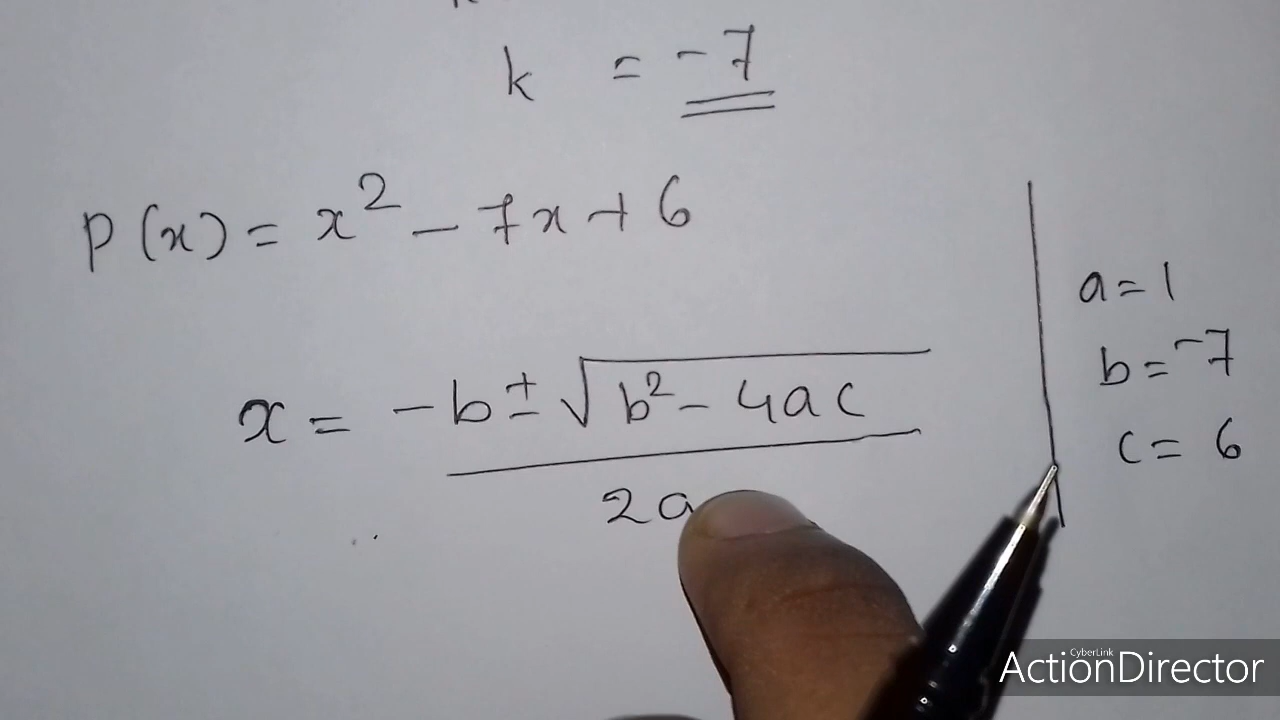 k = -7
P(x) = x² - 7x + 6
x = -b ± √b² - 4ac
2a
a = 1
b = -7
c = 6
CyberLink
ActionDirector